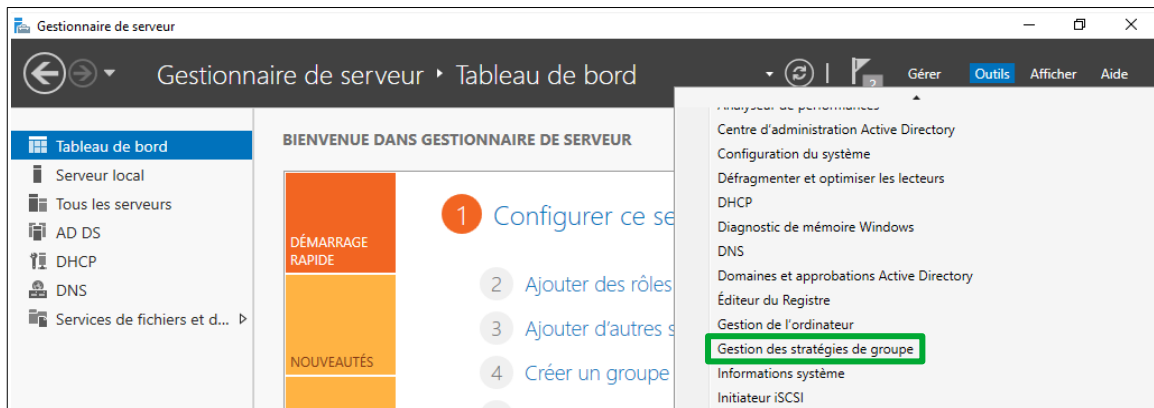 Gestionnaire de serveur
Gestionnaire de serveur ‣ Tableau de bord
2
Gérer
Outils
Afficher
Aide
Tableau de bord
Serveur local
Tous les serveurs
AD DS
DHCP
DNS
Services de fichiers et d...
BIENVENUE DANS GESTIONNAIRE DE SERVEUR
DÉMARRAGE
RAPIDE
NOUVEAUTÉS
1 Configurer ce se
2 Ajouter des rôles
3 Ajouter d'autres s
4 Créer un groupe
Analyseur de performances
Centre d'administration Active Directory
Configuration du système
Défragmenter et optimiser les lecteurs
DHCP
Diagnostic de mémoire Windows
DNS
Domaines et approbations Active Directory
Éditeur du Registre
Gestion de l'ordinateur
Gestion des stratégies de groupe
Informations système
Initiateur iSCSI